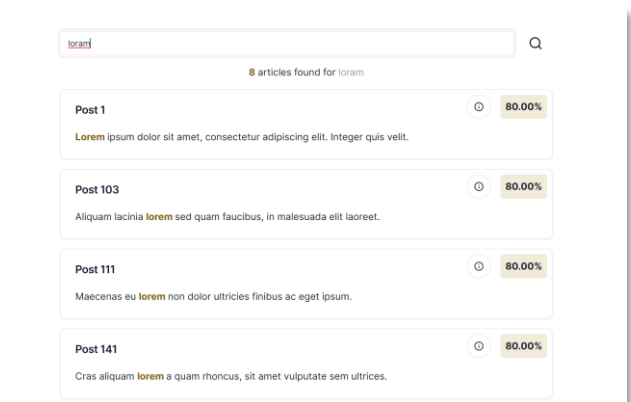 loram
8 articles found for loram
Post 1
80.00%
Lorem ipsum dolor sit amet, consectetur adipiscing elit. Integer quis velit.
Post 103
80.00%
Aliquam lacinia lorem sed quam faucibus, in malesuada elit laoreet.
Post 111
80.00%
Maecenas eu lorem non dolor ultricies finibus ac eget ipsum.
Post 141
80.00%
Cras aliquam lorem a quam rhoncus, sit amet vulputate sem ultrices.